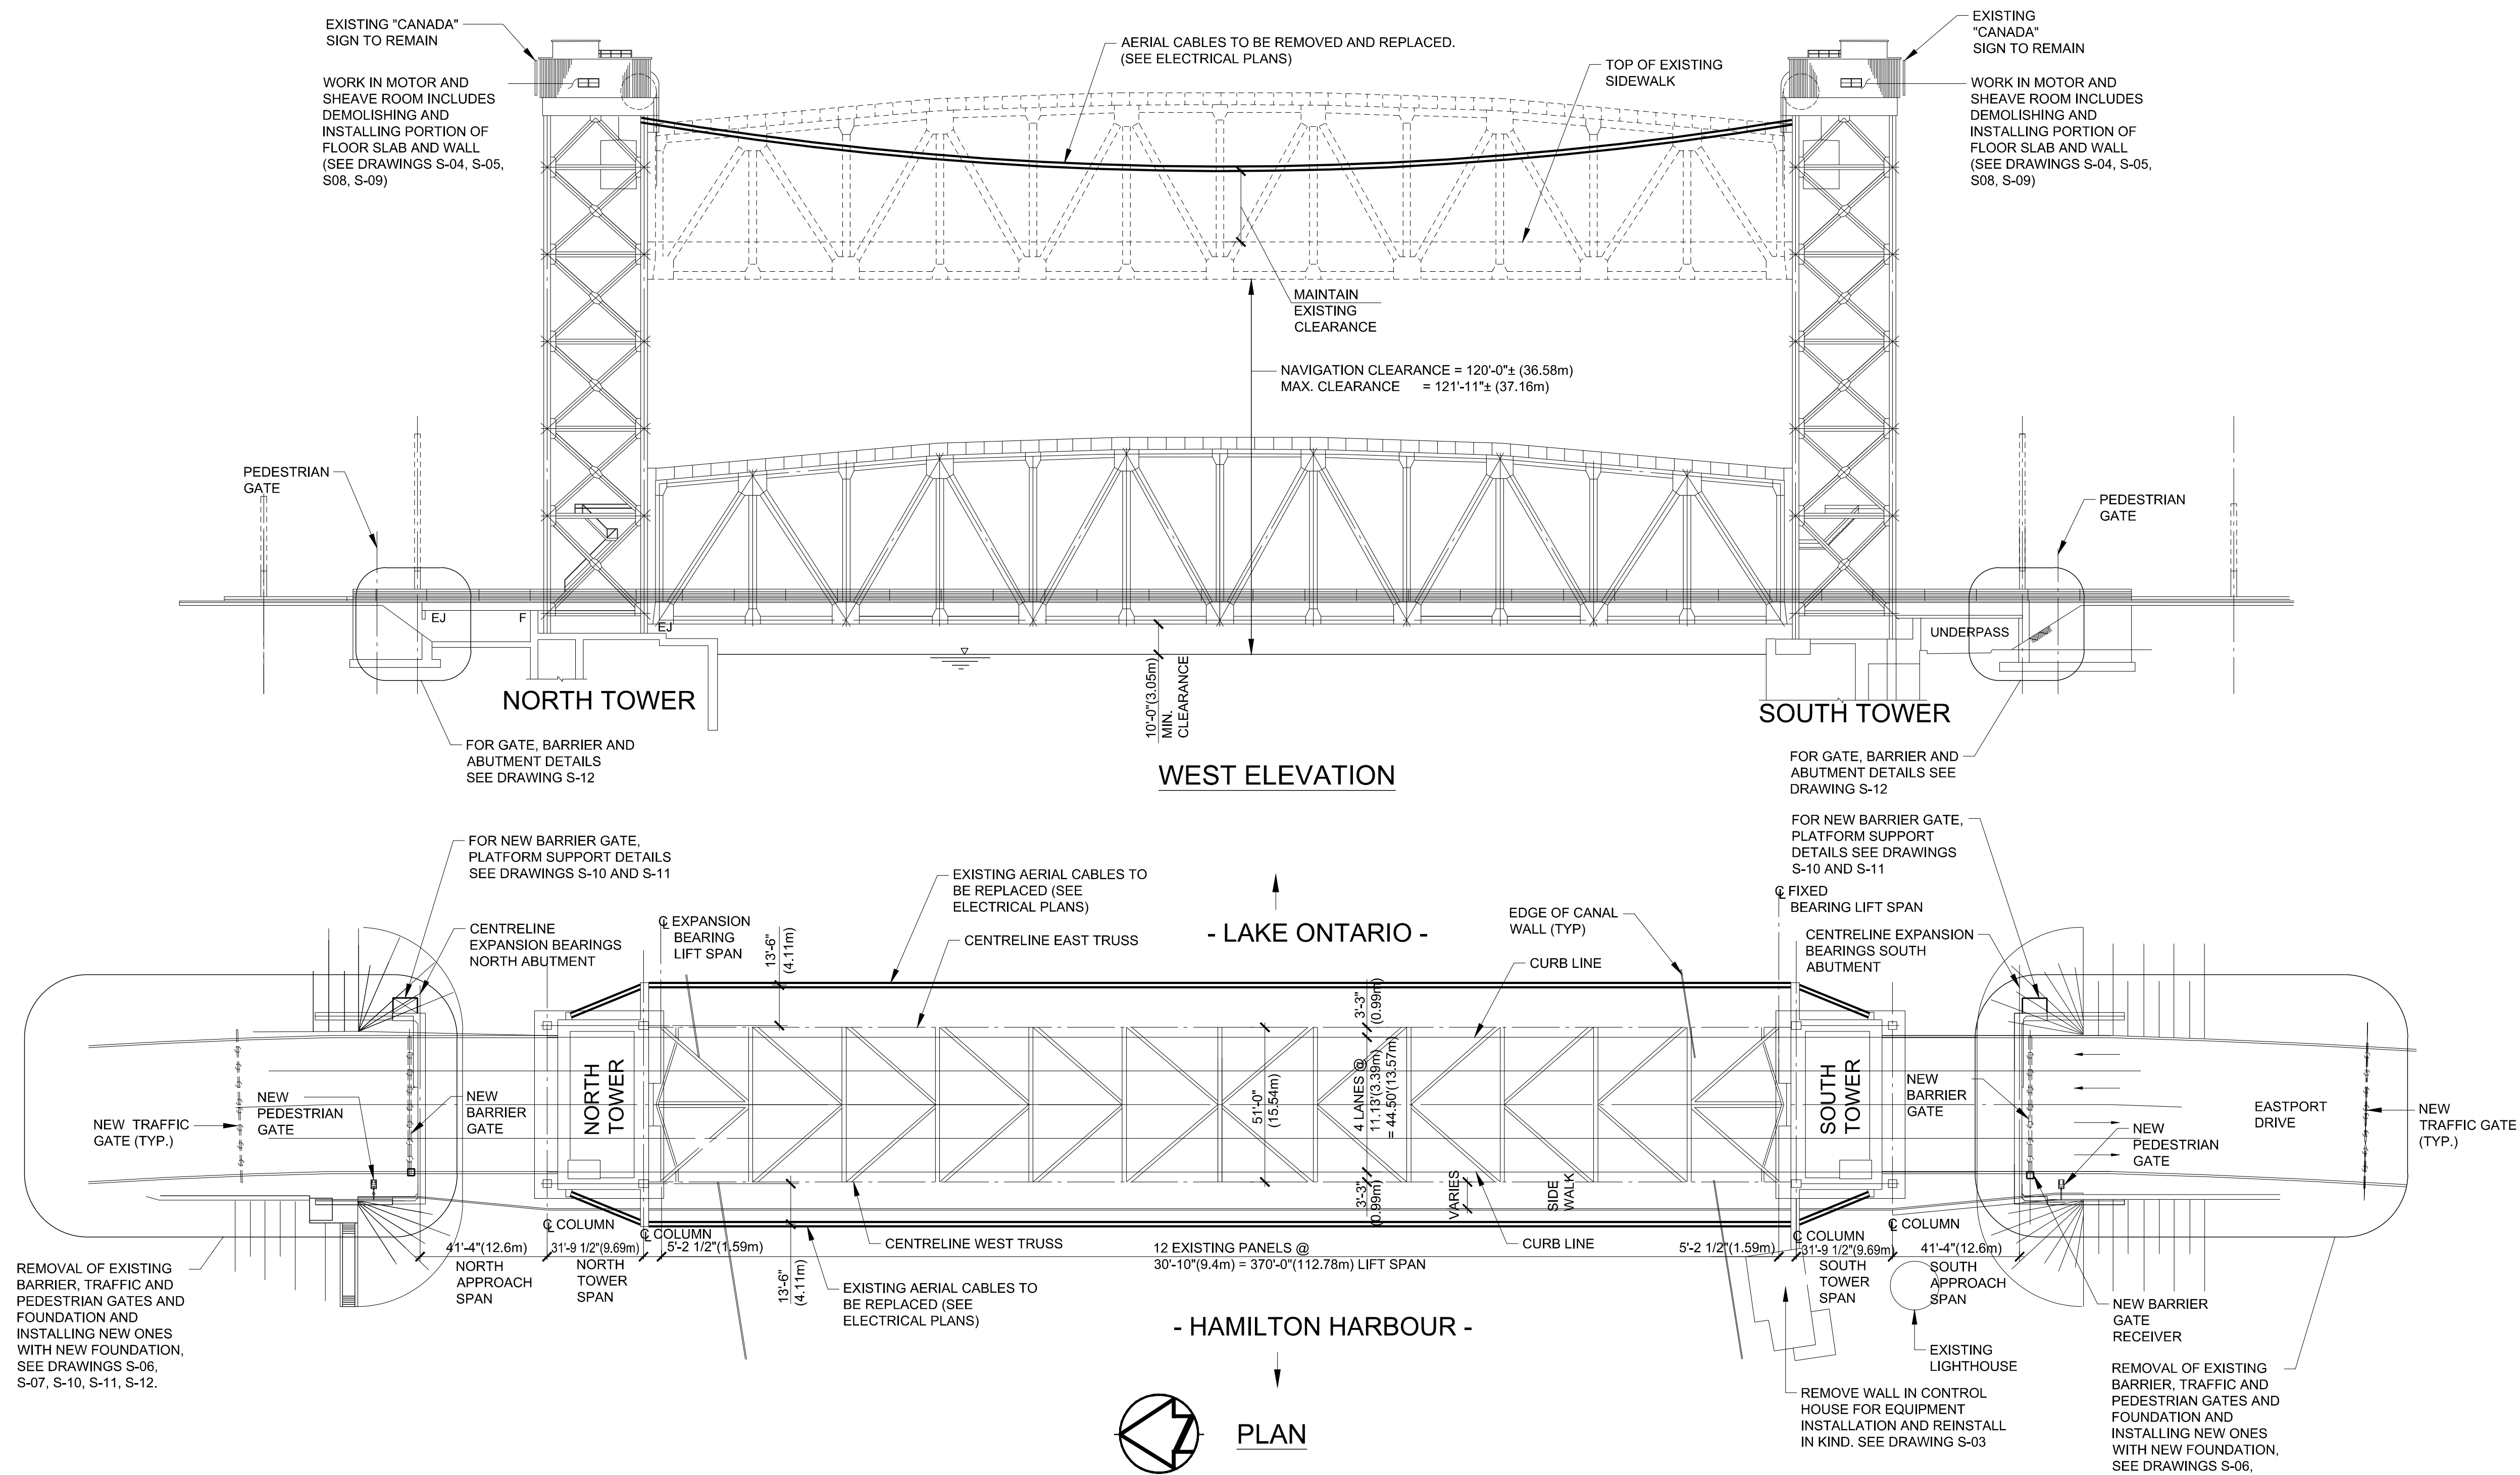 EXISTING "CANADA"
SIGN TO REMAIN
WORK IN MOTOR AND
SHEAVE ROOM INCLUDES
DEMOLISHING AND
INSTALLING PORTION OF
FLOOR SLAB AND WALL
(SEE DRAWINGS S-04, S-05,
S08, S-09)
AERIAL CABLES TO BE REMOVED AND REPLACED.
(SEE ELECTRICAL PLANS)
TOP OF EXISTING
SIDEWALK
EXISTING
"CANADA"
SIGN TO REMAIN
WORK IN MOTOR AND
SHEAVE ROOM INCLUDES
DEMOLISHING AND
INSTALLING PORTION OF
FLOOR SLAB AND WALL
(SEE DRAWINGS S-04, S-05,
S08, S-09)
MAINTAIN
EXISTING
CLEARANCE
NAVIGATION CLEARANCE = 120'-0"± (36.58m)
MAX. CLEARANCE = 121'-11"± (37.16m)
PEDESTRIAN
GATE
PEDESTRIAN
GATE
EJ
F
EJ
UNDERPASS
NORTH TOWER
10'-0"(3.05m)
MIN.
CLEARANCE
SOUTH TOWER
FOR GATE, BARRIER AND
ABUTMENT DETAILS
SEE DRAWING S-12
WEST ELEVATION
FOR GATE, BARRIER AND
ABUTMENT DETAILS SEE
DRAWING S-12
FOR NEW BARRIER GATE,
PLATFORM SUPPORT DETAILS
SEE DRAWINGS S-10 AND S-11
CENTRELINE
EXPANSION BEARINGS
NORTH ABUTMENT
℄ EXPANSION
BEARING
LIFT SPAN
13'-6"
(4.11m)
EXISTING AERIAL CABLES TO
BE REPLACED (SEE
ELECTRICAL PLANS)
CENTRELINE EAST TRUSS
- LAKE ONTARIO -
EDGE OF CANAL
WALL (TYP)
CURB LINE
FOR NEW BARRIER GATE,
PLATFORM SUPPORT
DETAILS SEE DRAWINGS
S-10 AND S-11
℄ FIXED
BEARING LIFT SPAN
CENTRELINE EXPANSION
BEARINGS SOUTH
ABUTMENT
NEW TRAFFIC
GATE (TYP.)
NEW
PEDESTRIAN
GATE
NEW
BARRIER
GATE
NORTH
TOWER
51'-0"
(15.54m)
3'-3"
(0.99m)
4 LANES @
11.13'(3.39m)
= 44.50'(13.57m)
3'-3"
(0.99m)
VARIES
SIDE
WALK
SOUTH
TOWER
NEW
BARRIER
GATE
NEW
PEDESTRIAN
GATE
EASTPORT
DRIVE
NEW
TRAFFIC GATE
(TYP.)
℄ COLUMN
℄ COLUMN
41'-4"(12.6m)
NORTH
APPROACH
SPAN
31'-9 1/2"(9.69m)
NORTH
TOWER
SPAN
5'-2 1/2"(1.59m)
13'-6"
(4.11m)
CENTRELINE WEST TRUSS
12 EXISTING PANELS @
30'-10"(9.4m) = 370'-0"(112.78m) LIFT SPAN
CURB LINE
5'-2 1/2"(1.59m)
℄ COLUMN
31'-9 1/2"(9.69m)
SOUTH
TOWER
SPAN
℄ COLUMN
41'-4"(12.6m)
SOUTH
APPROACH
SPAN
REMOVAL OF EXISTING
BARRIER, TRAFFIC AND
PEDESTRIAN GATES AND
FOUNDATION AND
INSTALLING NEW ONES
WITH NEW FOUNDATION,
SEE DRAWINGS S-06,
S-07, S-10, S-11, S-12.
EXISTING AERIAL CABLES TO
BE REPLACED (SEE
ELECTRICAL PLANS)
- HAMILTON HARBOUR -
NEW BARRIER
GATE
RECEIVER
EXISTING
LIGHTHOUSE
REMOVE WALL IN CONTROL
HOUSE FOR EQUIPMENT
INSTALLATION AND REINSTALL
IN KIND. SEE DRAWING S-03
REMOVAL OF EXISTING
BARRIER, TRAFFIC AND
PEDESTRIAN GATES AND
FOUNDATION AND
INSTALLING NEW ONES
WITH NEW FOUNDATION,
SEE DRAWINGS S-06,
Z
PLAN